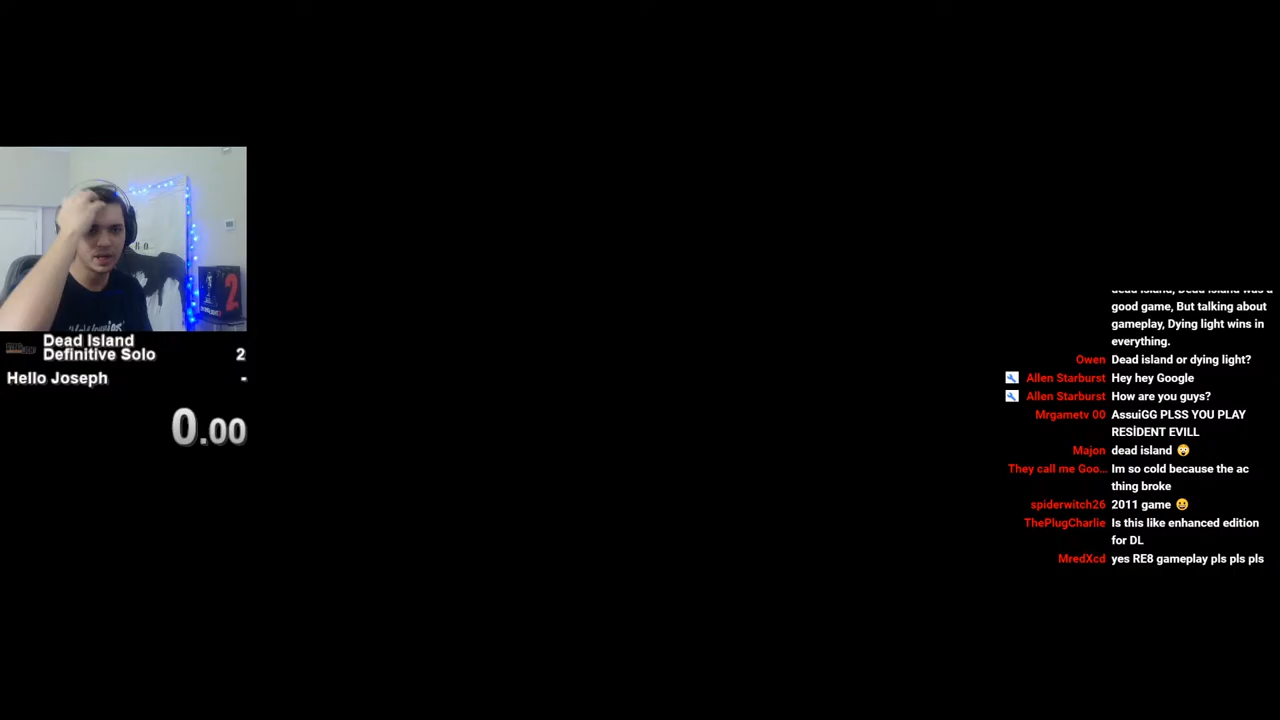 Dead Island
Definitive Solo 2
Hello Joseph -
0.00
good game, But talking about
gameplay, Dying light wins in
everything.
Owen Dead island or dying light?
Allen Starburst Hey hey Google
Allen Starburst How are you guys?
Mrgametv 00 AssuiGG PLSS YOU PLAY
RESİDENT EVILL
Majon dead island 😳
They call me Goo... Im so cold because the ac
thing broke
spiderwitch26 2011 game 😀
ThePlugCharlie Is this like enhanced edition
for DL
MredXcd yes RE8 gameplay pls pls pls
2